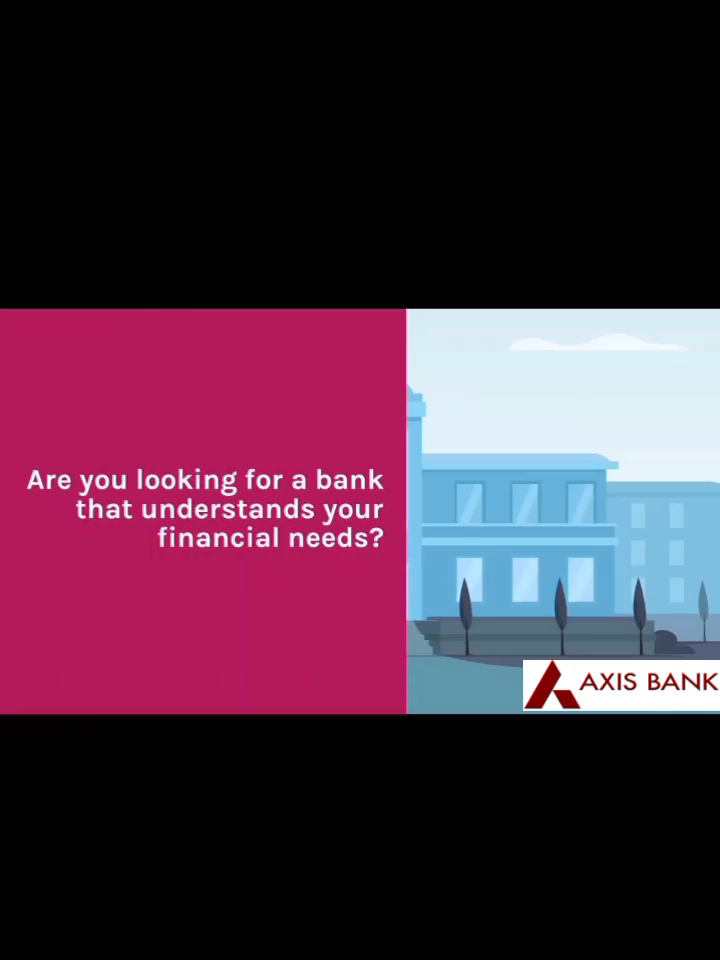 Are you looking for a bank
that understands your
financial needs?
AXIS BANK